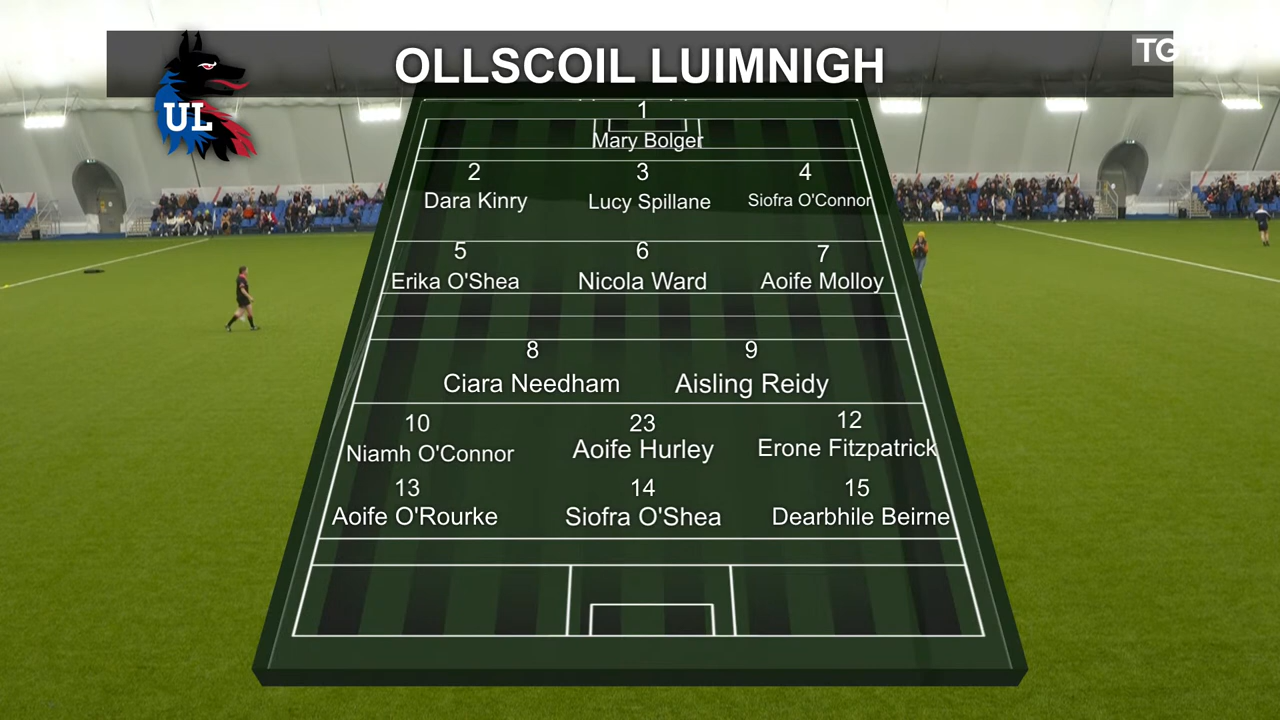 OLLSCOIL LUIMNIGH
TG
UL
1
Mary Bolger
2 3 4
Dara Kinry Lucy Spillane Siofra O'Connor
5 6 7
Erika O'Shea Nicola Ward Aoife Molloy
8 9
Ciara Needham Aisling Reidy
10 23 12
Niamh O'Connor Aoife Hurley Erone Fitzpatrick
13 14 15
Aoife O'Rourke Siofra O'Shea Dearbhile Beirne